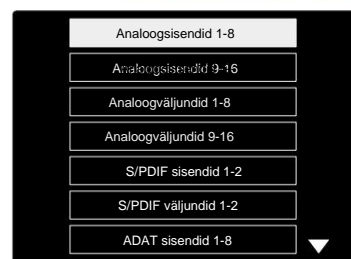 Analoogsisendid 1-8
Analoogsisendid 9-16
Analoogväljundid 1-8
Analoogväljundid 9-16
S/PDIF sisendid 1-2
S/PDIF väljundid 1-2
ADAT sisendid 1-8